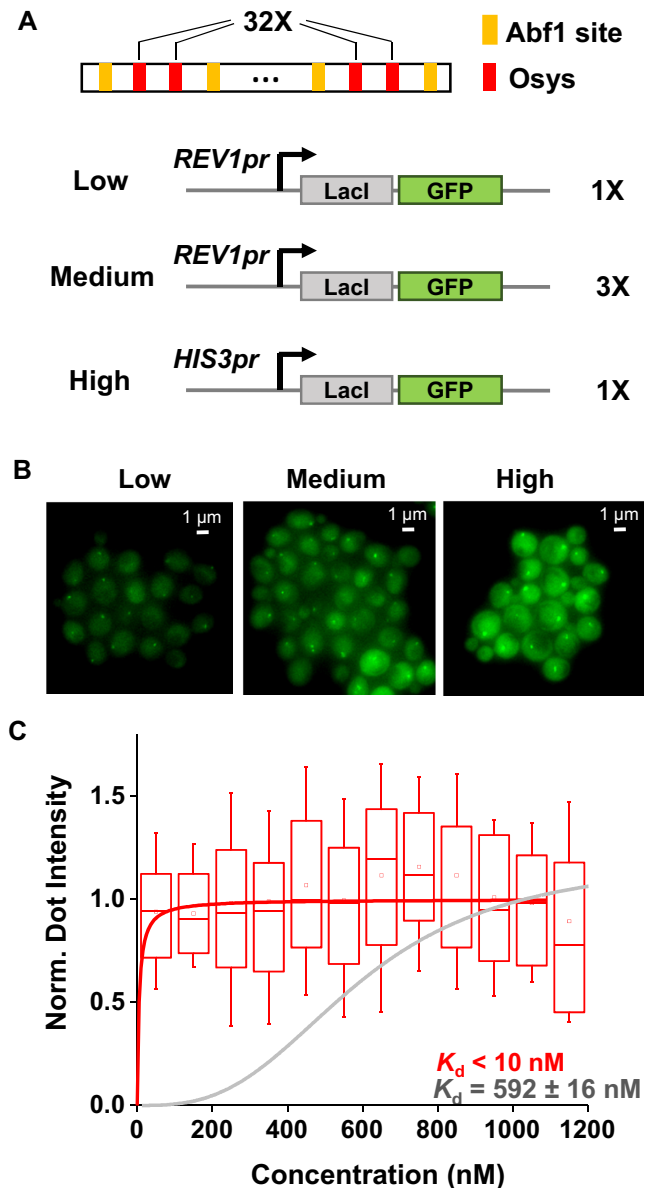 A
32X
Abf1 site
Osys
...
Low
REV1pr
LacI
GFP
1X
Medium
REV1pr
LacI
GFP
3X
High
HIS3pr
LacI
GFP
1X
B
Low
Medium
High
1 µm
1 µm
1 µm
C
Norm. Dot Intensity
1.5
1.0
0.5
0.0
Kd < 10 nM
Kd = 592 ± 16 nM
0 200 400 600 800 1000 1200
Concentration (nM)